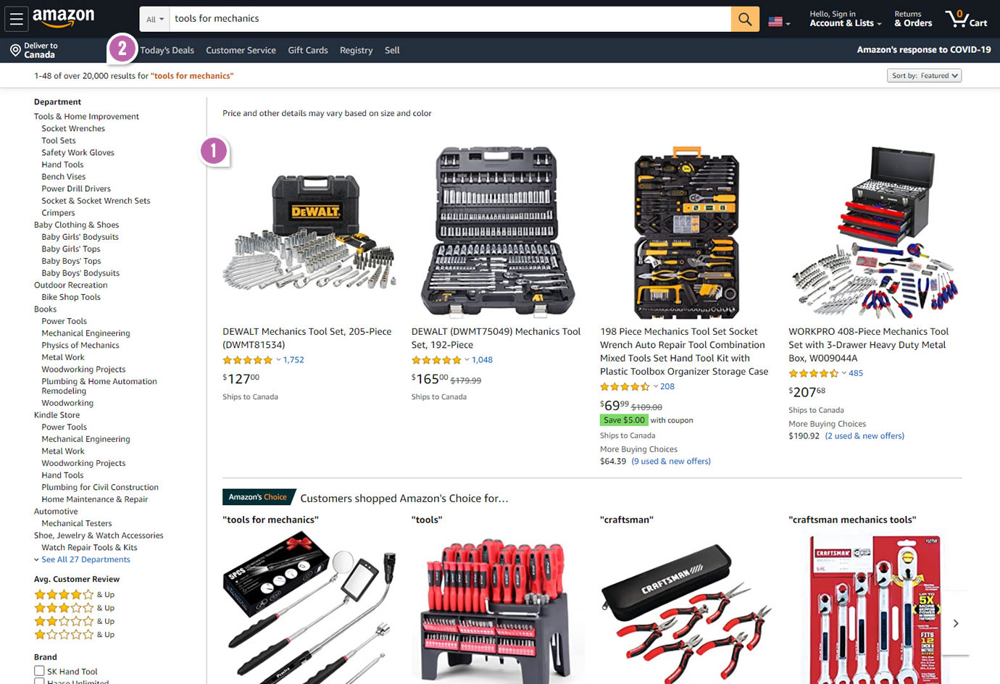 amazon
All
tools for mechanics
Hello, Sign in
Account & Lists
Returns
& Orders
0
Cart
Deliver to
Canada
2
Today's Deals
Customer Service
Gift Cards
Registry
Sell
Amazon's response to COVID-19
1-48 of over 20,000 results for "tools for mechanics"
Sort by: Featured
Department
Tools & Home Improvement
Socket Wrenches
Tool Sets
Safety Work Gloves
Hand Tools
Bench Vises
Power Drill Drivers
Socket & Socket Wrench Sets
Crimpers
Baby Clothing & Shoes
Baby Girls' Bodysuits
Baby Girls' Tops
Baby Boys' Tops
Baby Boys' Bodysuits
Outdoor Recreation
Bike Shop Tools
Books
Power Tools
Mechanical Engineering
Physics of Mechanics
Metal Work
Woodworking Projects
Plumbing & Home Automation
Remodeling
Woodworking
Kindle Store
Power Tools
Mechanical Engineering
Metal Work
Woodworking Projects
Hand Tools
Plumbing for Civil Construction
Home Maintenance & Repair
Automotive
Mechanical Testers
Shoe, Jewelry & Watch Accessories
Watch Repair Tools & Kits
See All 27 Departments
Avg. Customer Review
& Up
& Up
& Up
& Up
Brand
SK Hand Tool
Haase Unlimited
Price and other details may vary based on size and color
1
DEWALT
DEWALT Mechanics Tool Set, 205-Piece
(DWMT81534)
1,752
$12700
Ships to Canada
DEWALT (DWMT75049) Mechanics Tool
Set, 192-Piece
1,048
$16500 $179.99
Ships to Canada
198 Piece Mechanics Tool Set Socket
Wrench Auto Repair Tool Combination
Mixed Tools Set Hand Tool Kit with
Plastic Toolbox Organizer Storage Case
208
$6999 $109.00
Save $5.00 with coupon
Ships to Canada
More Buying Choices
$64.39 (9 used & new offers)
WORKPRO 408-Piece Mechanics Tool
Set with 3-Drawer Heavy Duty Metal
Box, W009044A
485
$20768
Ships to Canada
More Buying Choices
$190.92 (2 used & new offers)
Amazon's Choice
Customers shopped Amazon's Choice for…
"tools for mechanics"
"tools"
"craftsman"
"craftsman mechanics tools"
5PCS
CRAFTSMAN
CRAFTSMAN
5-PC.
UP TO
5X
MORE
FITS
12